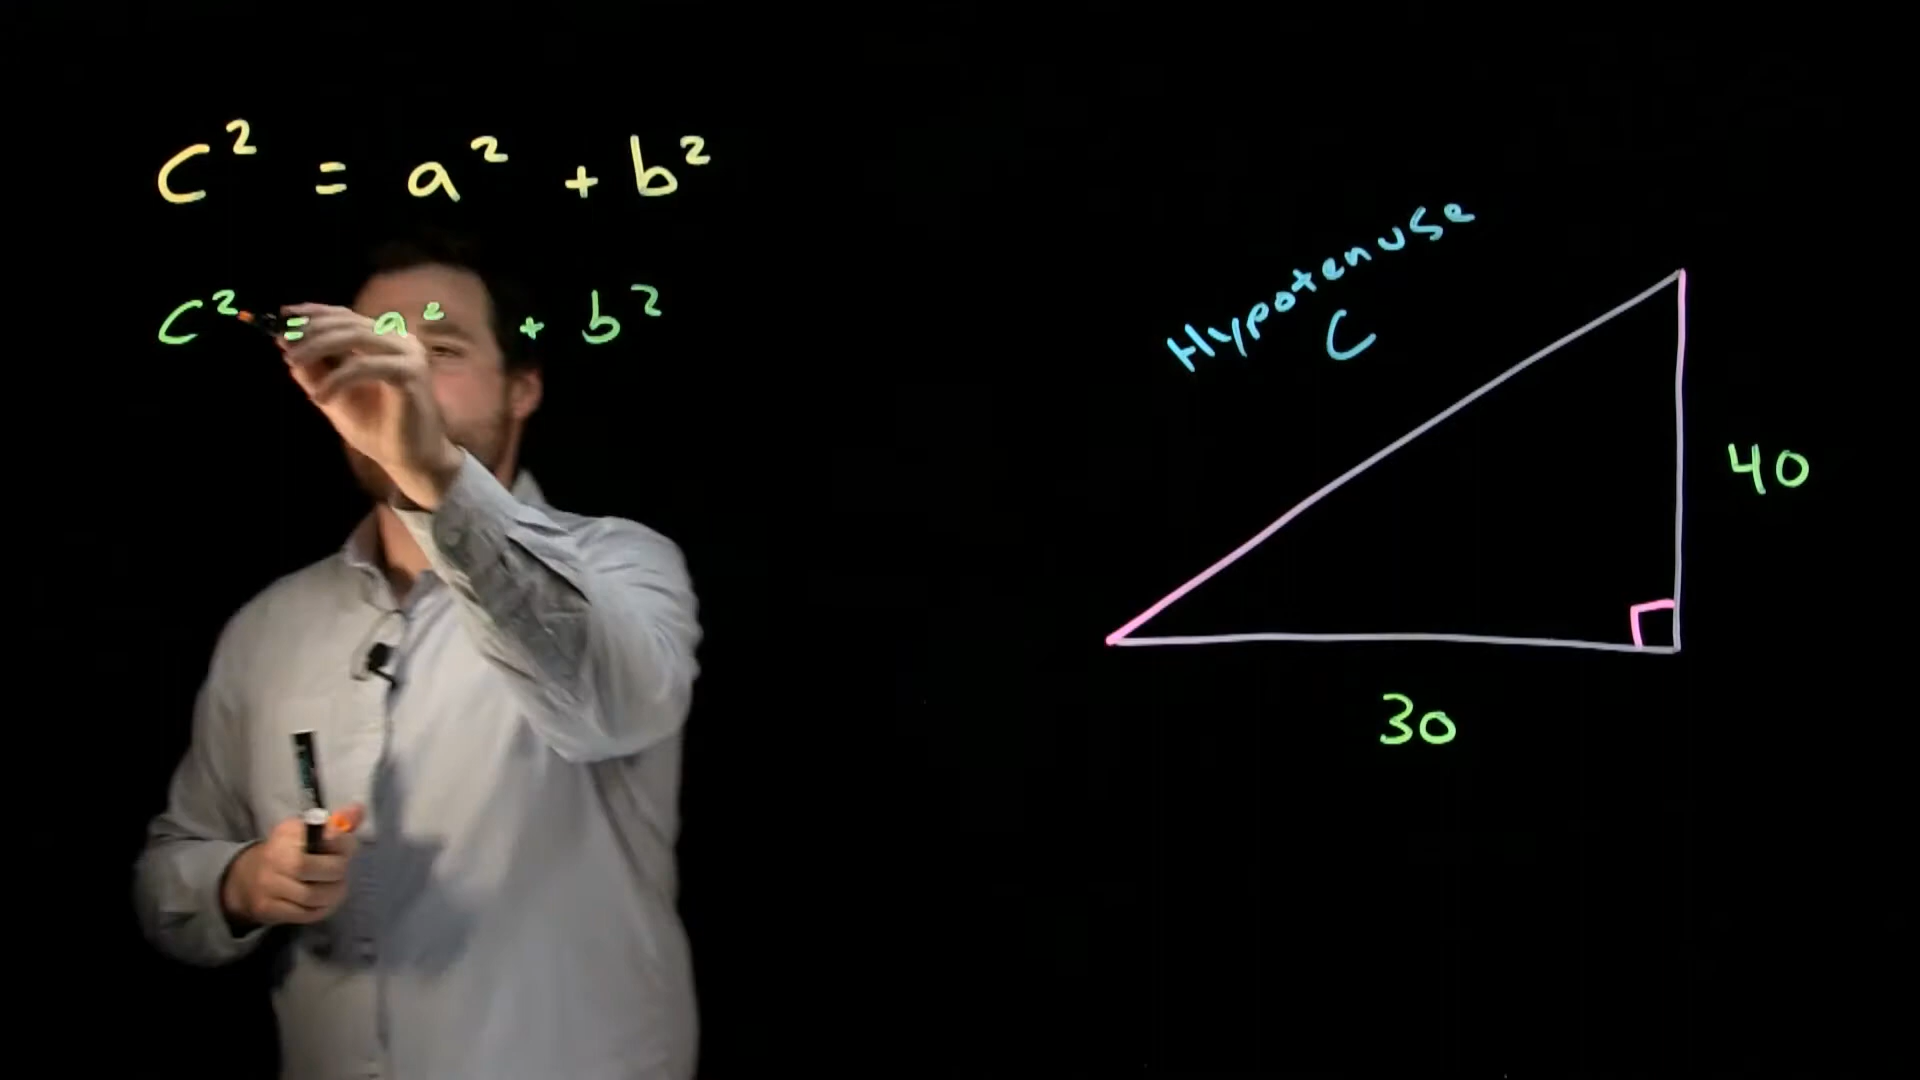 C² = a² + b²
C² = a² + b²
Hypotenuse
C
40
30